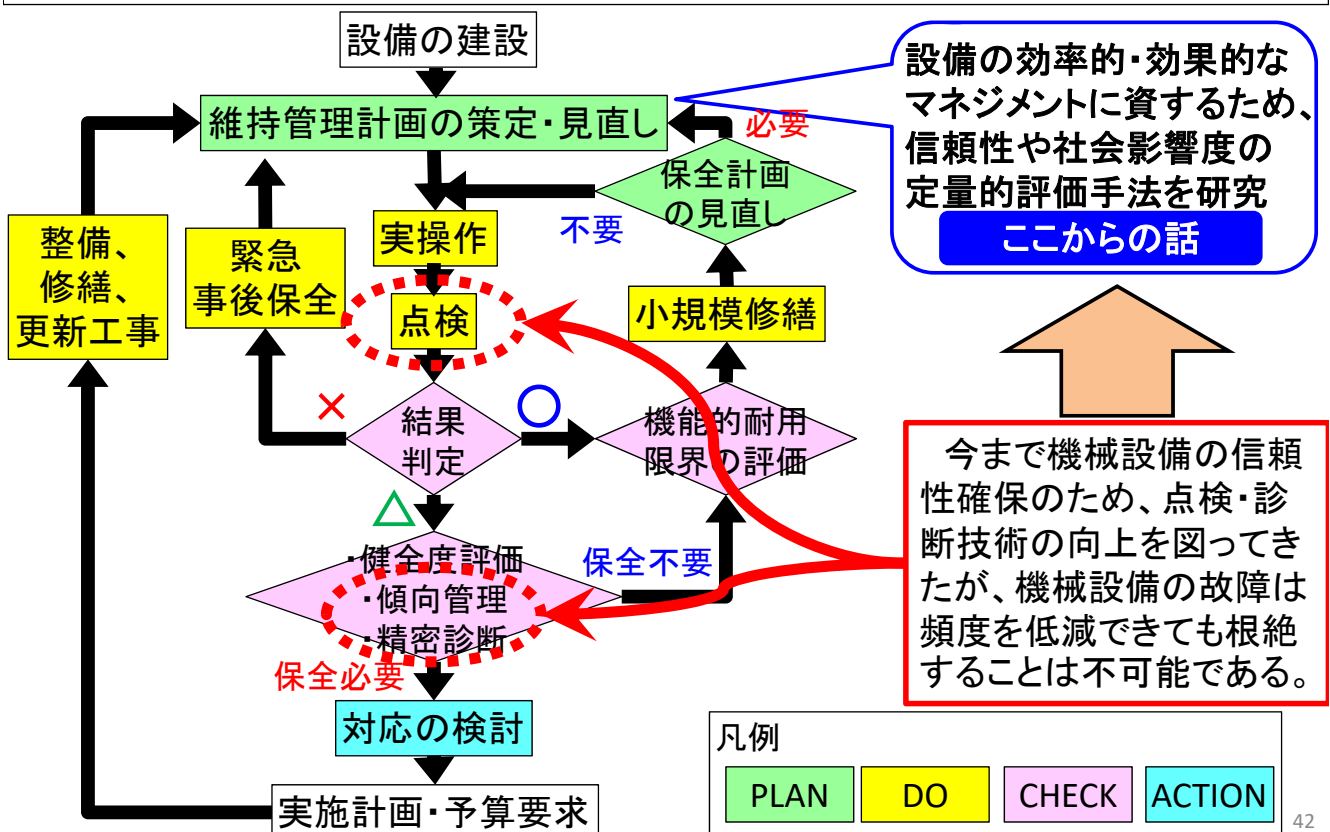 設備の建設
維持管理計画の策定・見直し
必要
保全計画
の見直し
不要
実操作
点検
緊急
事後保全
整備、
修繕、
更新工事
小規模修繕
×
結果
判定
○
機能的耐用
限界の評価
△
・健全度評価
・傾向管理
・精密診断
保全不要
保全必要
対応の検討
実施計画・予算要求
設備の効率的・効果的な
マネジメントに資するため、
信頼性や社会影響度の
定量的評価手法を研究
ここからの話
今まで機械設備の信頼
性確保のため、点検・診
断技術の向上を図ってき
たが、機械設備の故障は
頻度を低減できても根絶
することは不可能である。
凡例
PLAN
DO
CHECK
ACTION
42